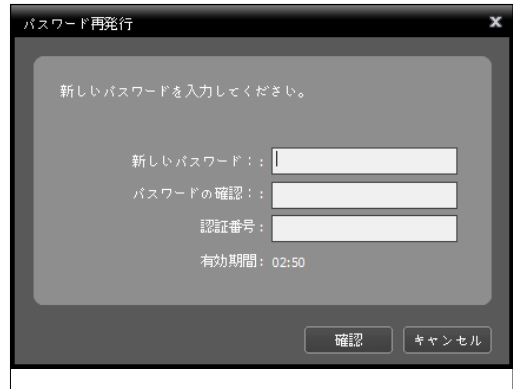 パスワード再発行 x
新しいパスワードを入力してください。
新しいパスワード：:
パスワードの確認：:
認証番号:
有効期間: 02:50
確認 キャンセル